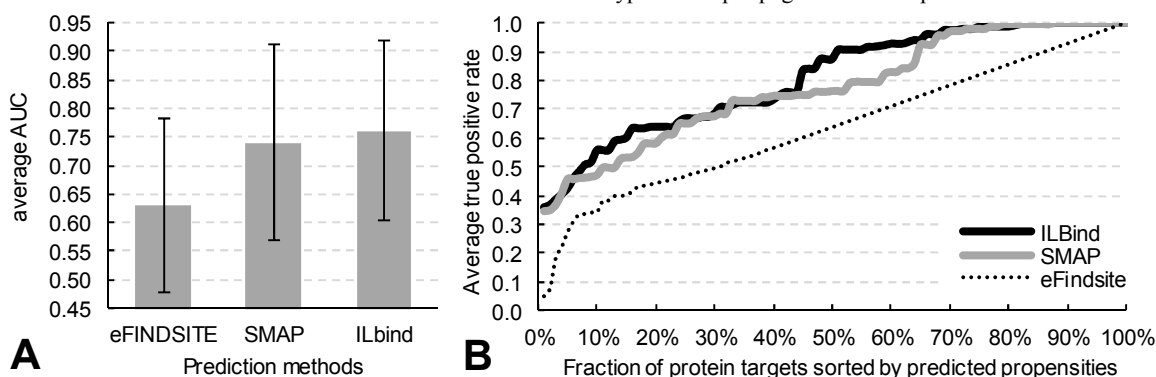 0.95
0.90
0.85
0.80
0.75
0.70
0.65
0.60
0.55
0.50
0.45
average AUC
eFINDSITE SMAP ILbind
Prediction methods
A
1.0
0.9
0.8
0.7
0.6
0.5
0.4
0.3
0.2
0.1
0.0
Average true positive rate
ILBind
SMAP
eFindsite
0% 10% 20% 30% 40% 50% 60% 70% 80% 90% 100%
Fraction of protein targets sorted by predicted propensities
B